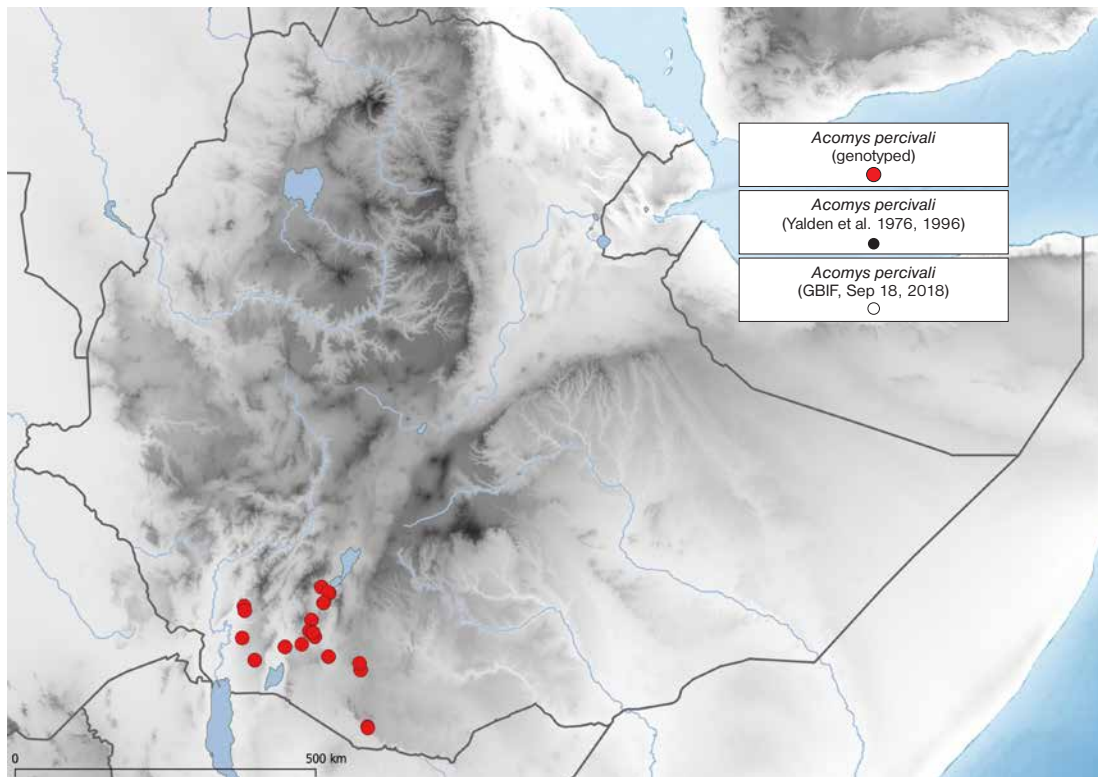 Acomys percivali
(genotyped)
Acomys percivali
(Yalden et al. 1976, 1996)
Acomys percivali
(GBIF, Sep 18, 2018)
0
500 km